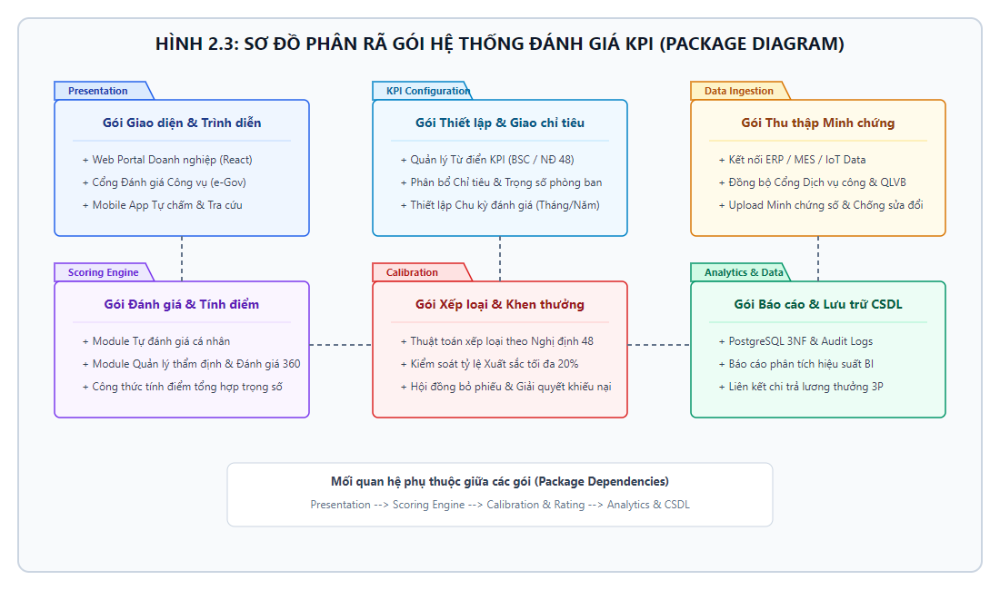 HÌNH 2.3: SƠ ĐỒ PHÂN RÃ GÓI HỆ THỐNG ĐÁNH GIÁ KPI (PACKAGE DIAGRAM)
Presentation
Gói Giao diện & Trình diễn
+ Web Portal Doanh nghiệp (React)
+ Cổng Đánh giá Công vụ (e-Gov)
+ Mobile App Tự chấm & Tra cứu
KPI Configuration
Gói Thiết lập & Giao chỉ tiêu
+ Quản lý Từ điển KPI (BSC / NĐ 48)
+ Phân bổ Chỉ tiêu & Trọng số phòng ban
+ Thiết lập Chu kỳ đánh giá (Tháng/Năm)
Data Ingestion
Gói Thu thập Minh chứng
+ Kết nối ERP / MES / IoT Data
+ Đồng bộ Cổng Dịch vụ công & QLVB
+ Upload Minh chứng số & Chống sửa đổi
Scoring Engine
Gói Đánh giá & Tính điểm
+ Module Tự đánh giá cá nhân
+ Module Quản lý thẩm định & Đánh giá 360
+ Công thức tính điểm tổng hợp trọng số
Calibration
Gói Xếp loại & Khen thưởng
+ Thuật toán xếp loại theo Nghị định 48
+ Kiểm soát tỷ lệ Xuất sắc tối đa 20%
+ Hội đồng bỏ phiếu & Giải quyết khiếu nại
Analytics & Data
Gói Báo cáo & Lưu trữ CSDL
+ PostgreSQL 3NF & Audit Logs
+ Báo cáo phân tích hiệu suất BI
+ Liên kết chi trả lương thưởng 3P
Mối quan hệ phụ thuộc giữa các gói (Package Dependencies)
Presentation --> Scoring Engine --> Calibration & Rating --> Analytics & CSDL